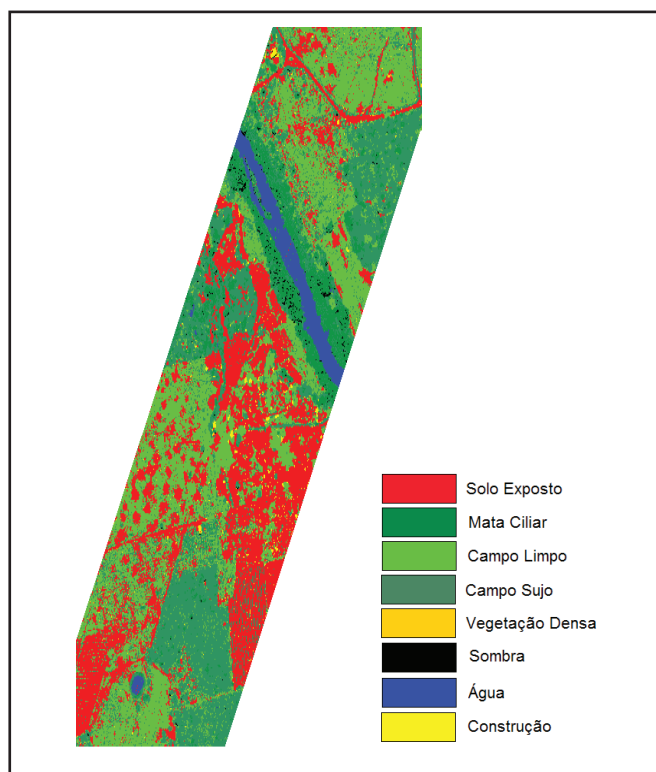 Solo Exposto
Mata Ciliar
Campo Limpo
Campo Sujo
Vegetação Densa
Sombra
Água
Construção